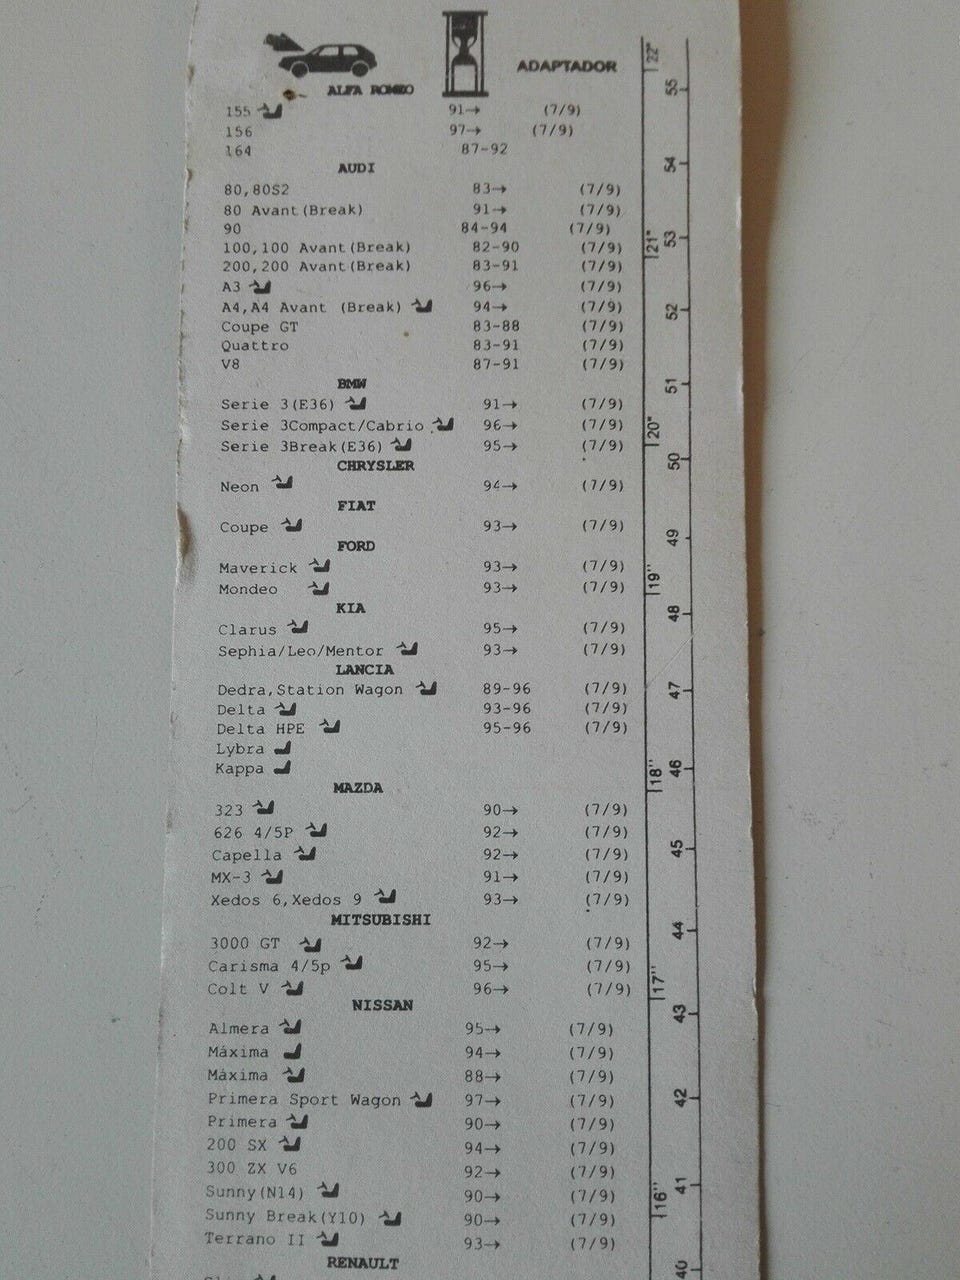 ADAPTADOR
ALFA ROMEO
155 91→ (7/9)
156 97→ (7/9)
164 87-92
AUDI
80,80S2 83→ (7/9)
80 Avant(Break) 91→ (7/9)
90 84-94 (7/9)
100,100 Avant(Break) 82-90 (7/9)
200,200 Avant(Break) 83-91 (7/9)
A3 96→ (7/9)
A4,A4 Avant (Break) 94→ (7/9)
Coupe GT 83-88 (7/9)
Quattro 83-91 (7/9)
V8 87-91 (7/9)
BMW
Serie 3(E36) 91→ (7/9)
Serie 3Compact/Cabrio 96→ (7/9)
Serie 3Break(E36) 95→ (7/9)
CHRYSLER
Neon 94→ (7/9)
FIAT
Coupe 93→ (7/9)
FORD
Maverick 93→ (7/9)
Mondeo 93→ (7/9)
KIA
Clarus 95→ (7/9)
Sephia/Leo/Mentor 93→ (7/9)
LANCIA
Dedra,Station Wagon 89-96 (7/9)
Delta 93-96 (7/9)
Delta HPE 95-96 (7/9)
Lybra
Kappa
MAZDA
323 90→ (7/9)
626 4/5P 92→ (7/9)
Capella 92→ (7/9)
MX-3 91→ (7/9)
Xedos 6,Xedos 9 93→ (7/9)
MITSUBISHI
3000 GT 92→ (7/9)
Carisma 4/5p 95→ (7/9)
Colt V 96→ (7/9)
NISSAN
Almera 95→ (7/9)
Máxima 94→ (7/9)
Máxima 88→ (7/9)
Primera Sport Wagon 97→ (7/9)
Primera 90→ (7/9)
200 SX 94→ (7/9)
300 ZX V6 92→ (7/9)
Sunny(N14) 90→ (7/9)
Sunny Break(Y10) 90→ (7/9)
Terrano II 93→ (7/9)
RENAULT
22"
55
54
21"
53
52
51
20"
50
49
19"
48
47
18"
46
45
44
17"
43
42
41
16"
40